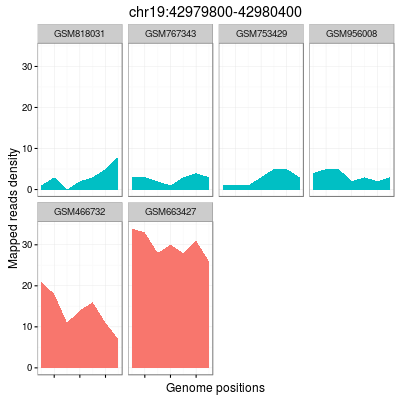 chr19:42979800-42980400
GSM818031 GSM767343 GSM753429 GSM956008
30
20
10
0
Mapped reads density
GSM466732 GSM663427
30
20
10
0
Genome positions